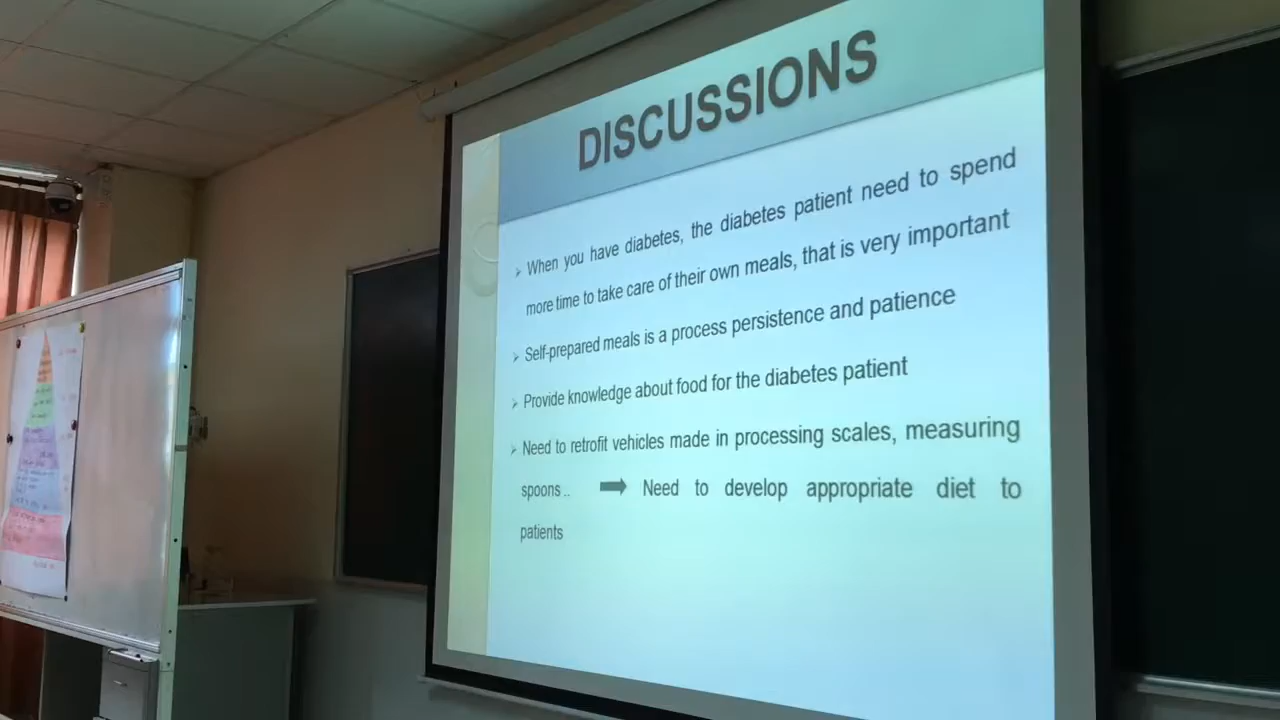 DISCUSSIONS
➢ When you have diabetes, the diabetes patient need to spend
more time to take care of their own meals, that is very important
➢ Self-prepared meals is a process persistence and patience
➢ Provide knowledge about food for the diabetes patient
➢ Need to retrofit vehicles made in processing scales, measuring
spoons .. ➡ Need to develop appropriate diet to
patients